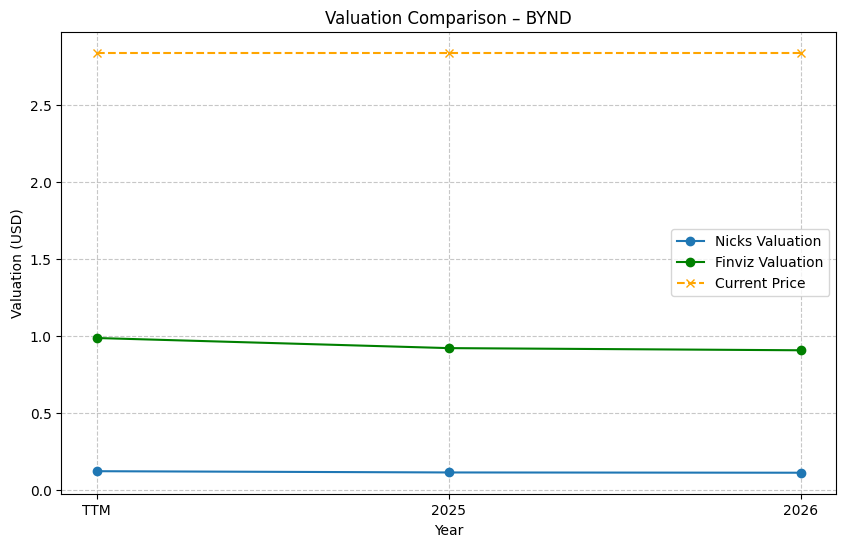 Valuation Comparison – BYND
Valuation (USD)
2.5
2.0
1.5
1.0
0.5
0.0
Nicks Valuation
Finviz Valuation
Current Price
TTM
2025
2026
Year